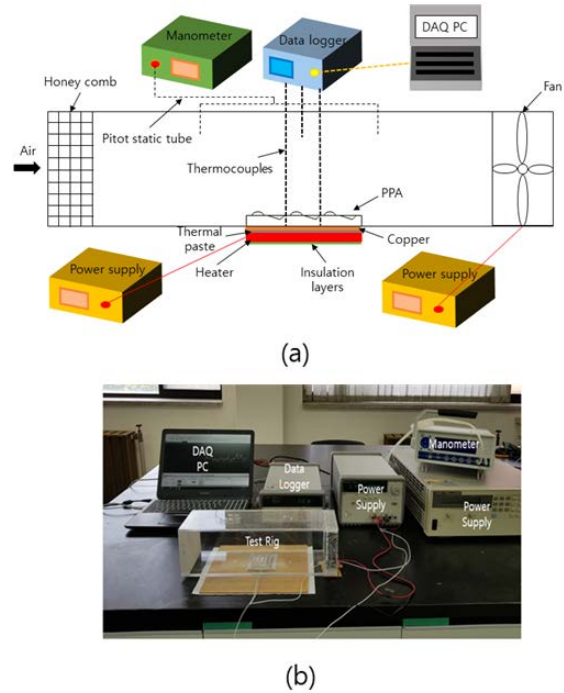 (a)
Manometer
Data logger
DAQ PC
Honey comb
Fan
Pitot static tube
Air
Thermocouples
PPA
Thermal
paste
Copper
Heater
Insulation
layers
Power supply
Power supply
(a)
DAQ
PC
Data
Logger
Power
Supply
Manometer
Power
Supply
Test Rig
(b)